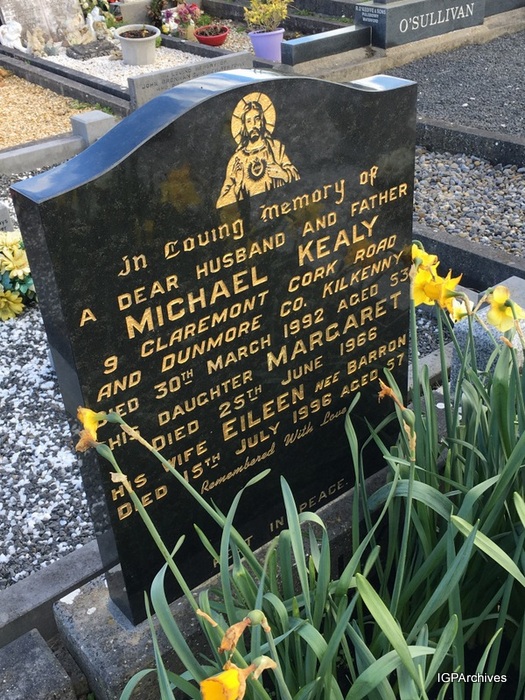 O'SULLIVAN
In Loving Memory of
A DEAR HUSBAND AND FATHER
MICHAEL KEALY
9 CLAREMONT CORK ROAD
AND DUNMORE CO. KILKENNY
DIED 30TH MARCH 1992 AGED 53
HIS DAUGHTER MARGARET
WHO DIED 25TH JUNE 1966
HIS WIFE EILEEN NEE BARRON
DIED 15TH JULY 1996 AGED 57
Remembered With Love
REST IN PEACE.
IGPArchives